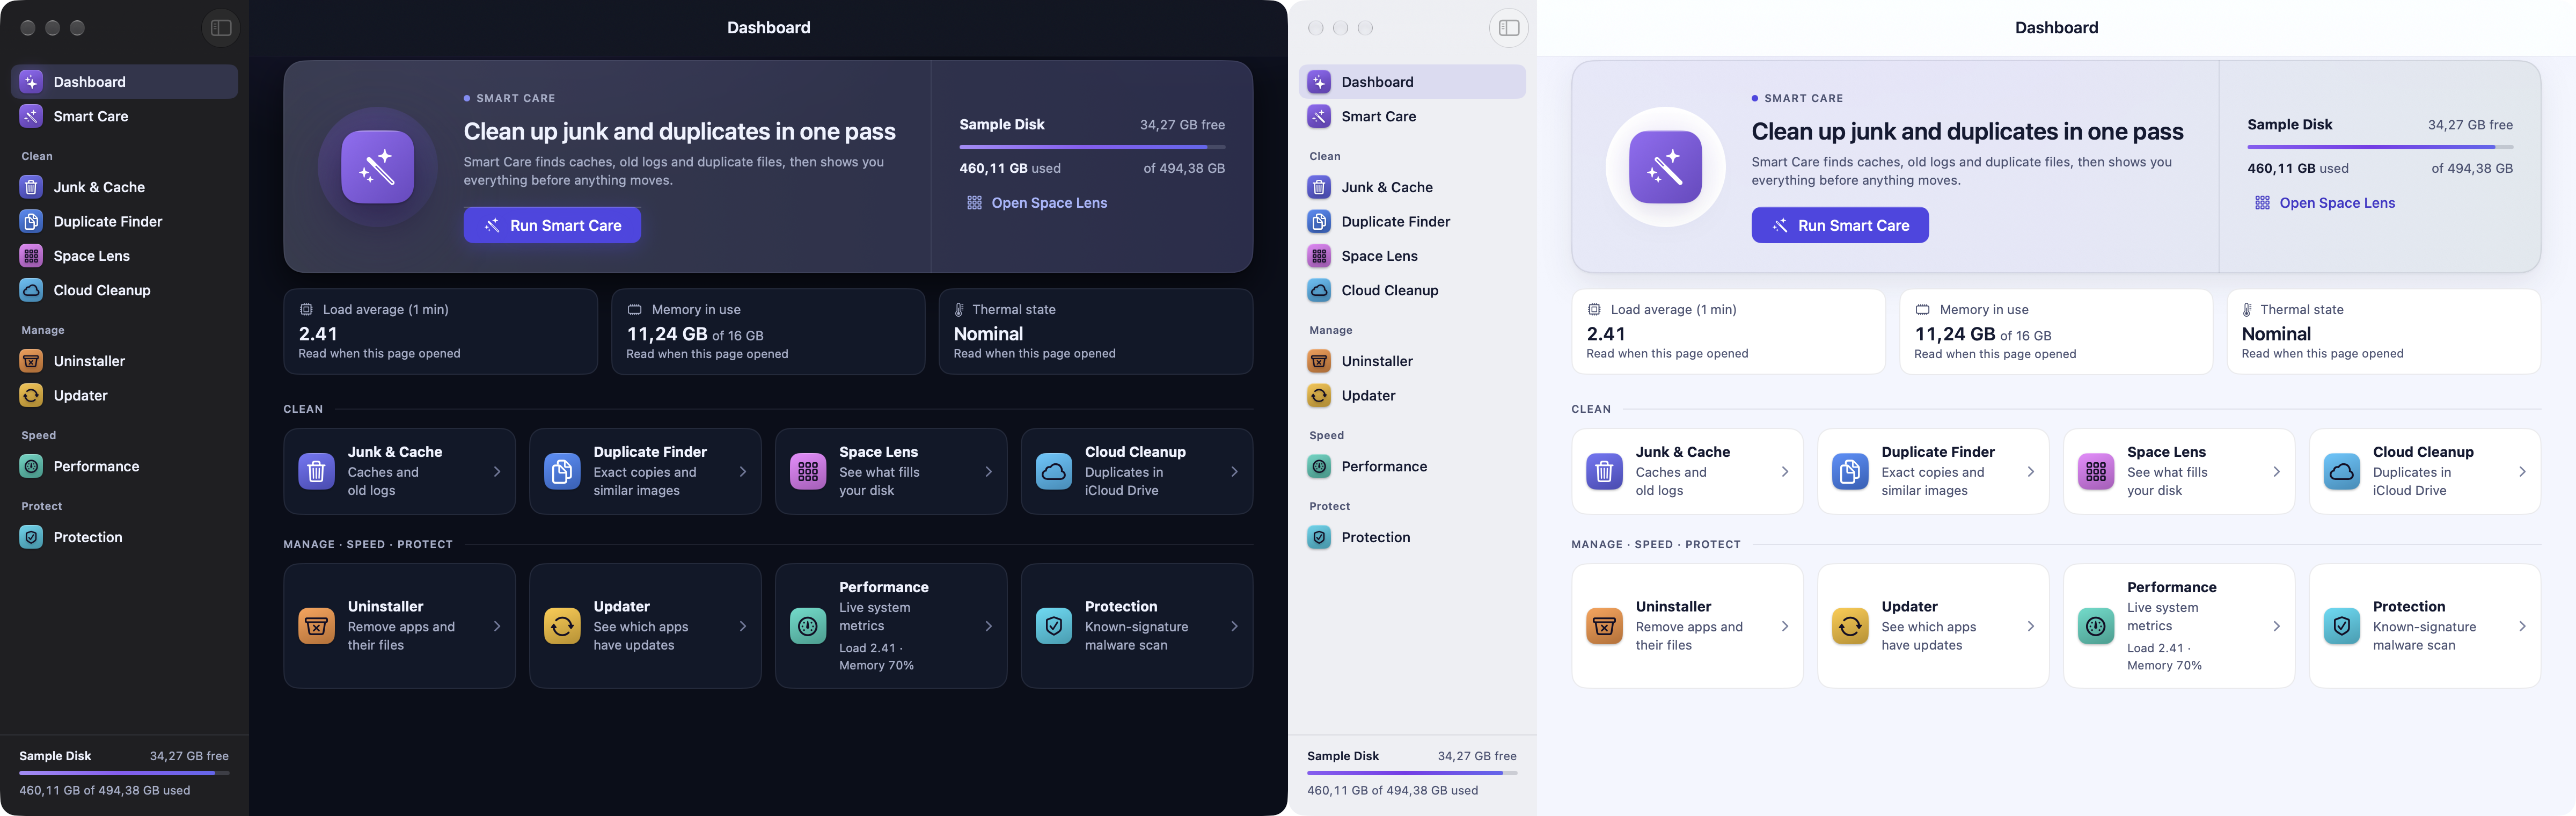 Dashboard
Dashboard
Smart Care
Clean
Junk & Cache
Duplicate Finder
Space Lens
Cloud Cleanup
Manage
Uninstaller
Updater
Speed
Performance
Protect
Protection
Sample Disk
34,27 GB free
460,11 GB of 494,38 GB used
SMART CARE
Clean up junk and duplicates in one pass
Smart Care finds caches, old logs and duplicate files, then shows you
everything before anything moves.
Run Smart Care
Sample Disk
34,27 GB free
460,11 GB used
of 494,38 GB
Open Space Lens
Load average (1 min)
2.41
Read when this page opened
Memory in use
11,24 GB of 16 GB
Read when this page opened
Thermal state
Nominal
Read when this page opened
CLEAN
Junk & Cache
Caches and
old logs
Duplicate Finder
Exact copies and
similar images
Space Lens
See what fills
your disk
Cloud Cleanup
Duplicates in
iCloud Drive
MANAGE · SPEED · PROTECT
Uninstaller
Remove apps and
their files
Updater
See which apps
have updates
Performance
Live system
metrics
Load 2.41 ·
Memory 70%
Protection
Known-signature
malware scan
Dashboard
Dashboard
Smart Care
Clean
Junk & Cache
Duplicate Finder
Space Lens
Cloud Cleanup
Manage
Uninstaller
Updater
Speed
Performance
Protect
Protection
Sample Disk
34,27 GB free
460,11 GB of 494,38 GB used
SMART CARE
Clean up junk and duplicates in one pass
Smart Care finds caches, old logs and duplicate files, then shows you
everything before anything moves.
Run Smart Care
Sample Disk
34,27 GB free
460,11 GB used
of 494,38 GB
Open Space Lens
Load average (1 min)
2.41
Read when this page opened
Memory in use
11,24 GB of 16 GB
Read when this page opened
Thermal state
Nominal
Read when this page opened
CLEAN
Junk & Cache
Caches and
old logs
Duplicate Finder
Exact copies and
similar images
Space Lens
See what fills
your disk
Cloud Cleanup
Duplicates in
iCloud Drive
MANAGE · SPEED · PROTECT
Uninstaller
Remove apps and
their files
Updater
See which apps
have updates
Performance
Live system
metrics
Load 2.41 ·
Memory 70%
Protection
Known-signature
malware scan